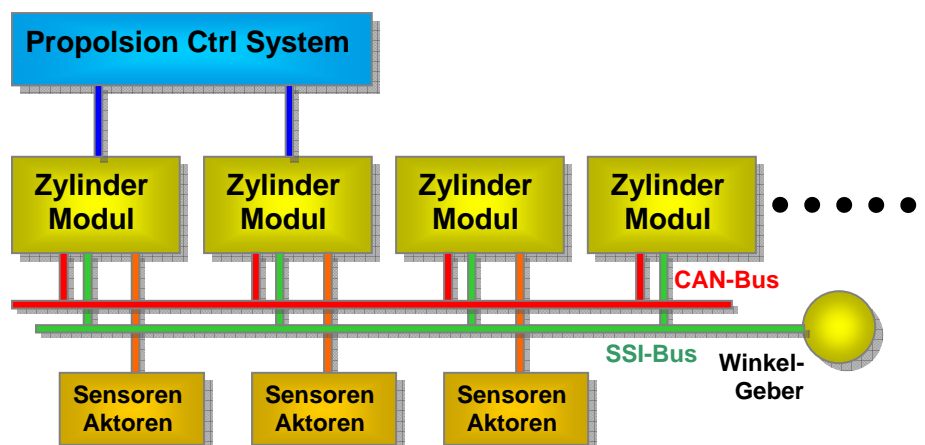 Propolsion Ctrl System
Zylinder
Modul
Zylinder
Modul
Zylinder
Modul
Zylinder
Modul
CAN-Bus
SSI-Bus
Winkel-
Geber
Sensoren
Aktoren
Sensoren
Aktoren
Sensoren
Aktoren